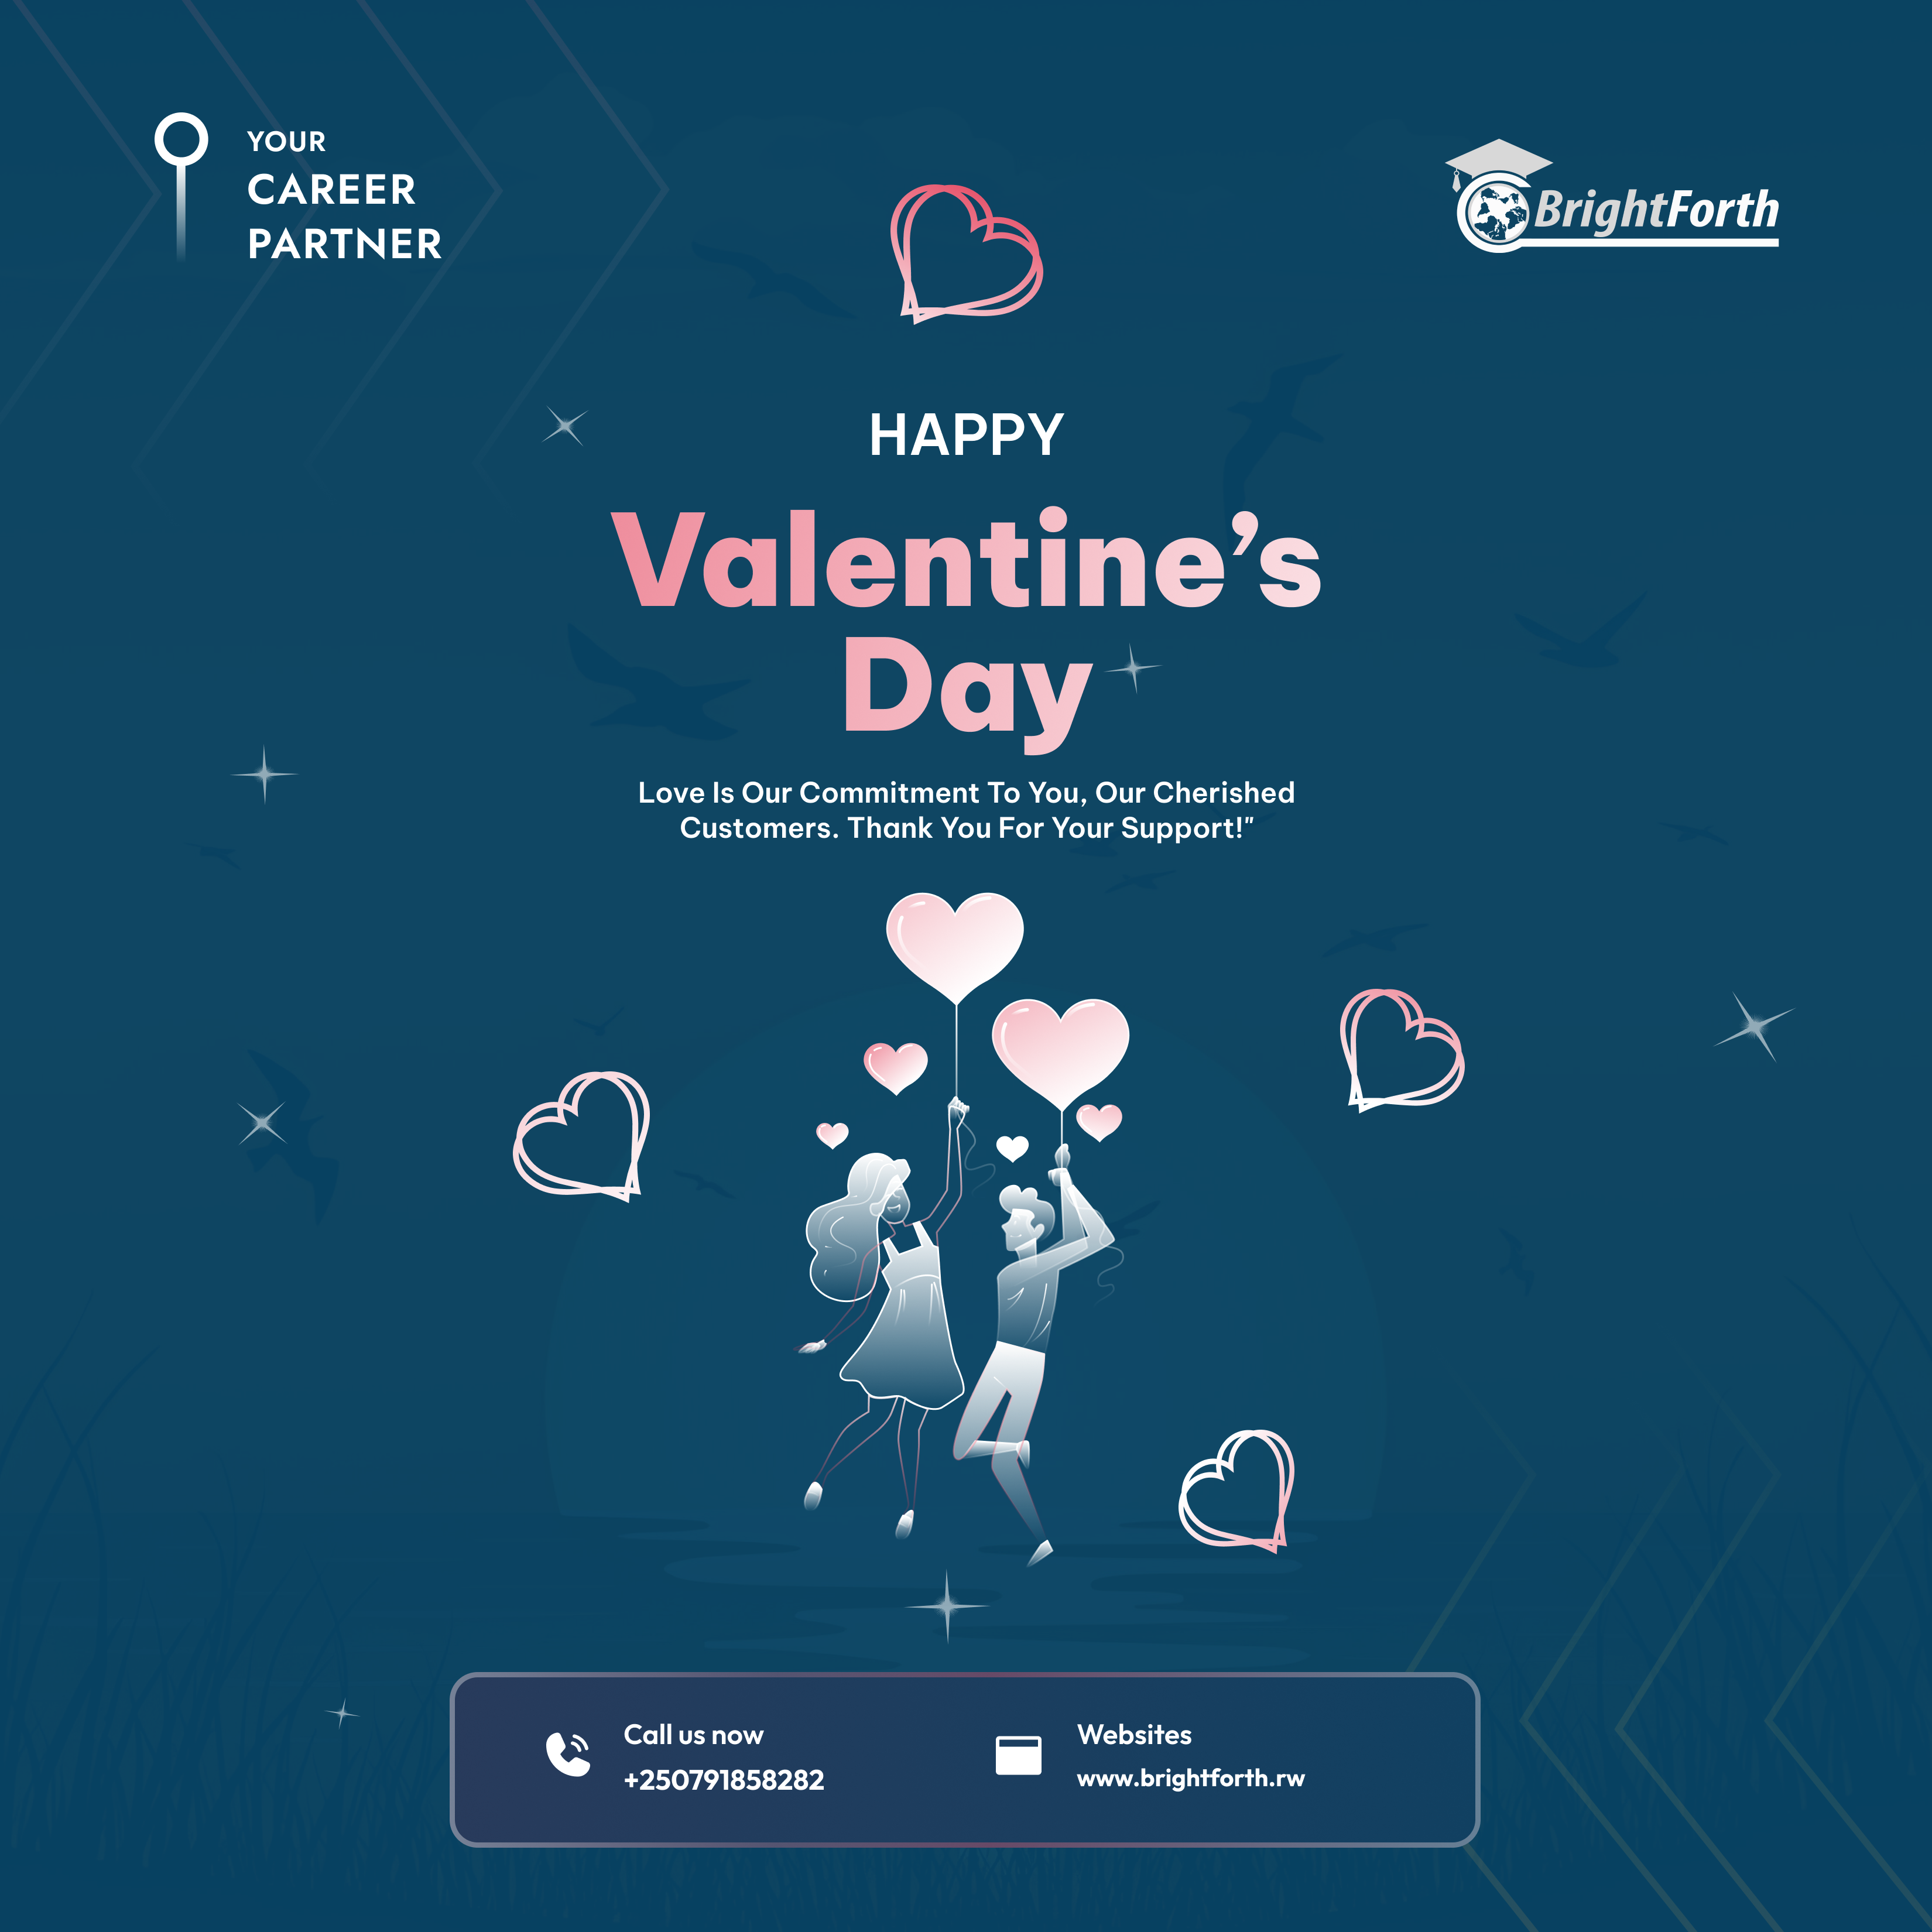 YOUR
CAREER
PARTNER
BrightForth
HAPPY
Valentine’s
Day
Love Is Our Commitment To You, Our Cherished
Customers. Thank You For Your Support!"
Call us now
+250791858282
Websites
www.brightforth.rw